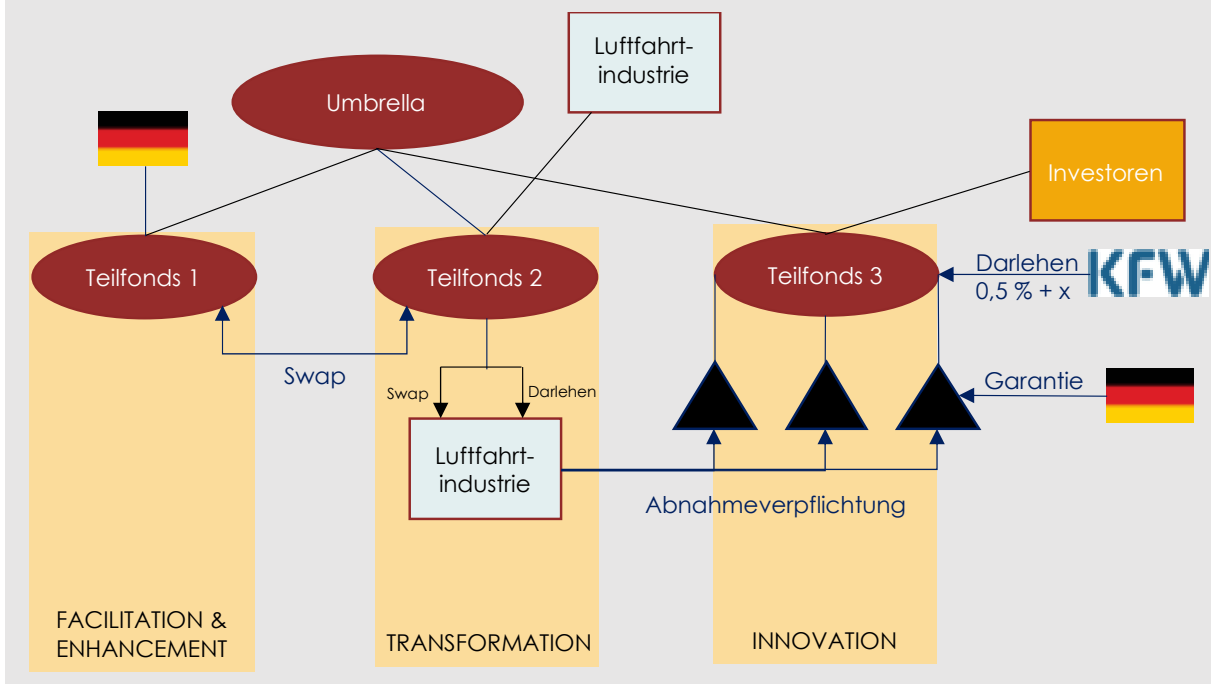 Luftfahrt-
industrie
Umbrella
Investoren
Teilfonds 1
Teilfonds 2
Teilfonds 3
Darlehen
0,5 % + x
KFW
Swap
Swap
Darlehen
Garantie
Luftfahrt-
industrie
Abnahmeverpflichtung
FACILITATION &
ENHANCEMENT
TRANSFORMATION
INNOVATION